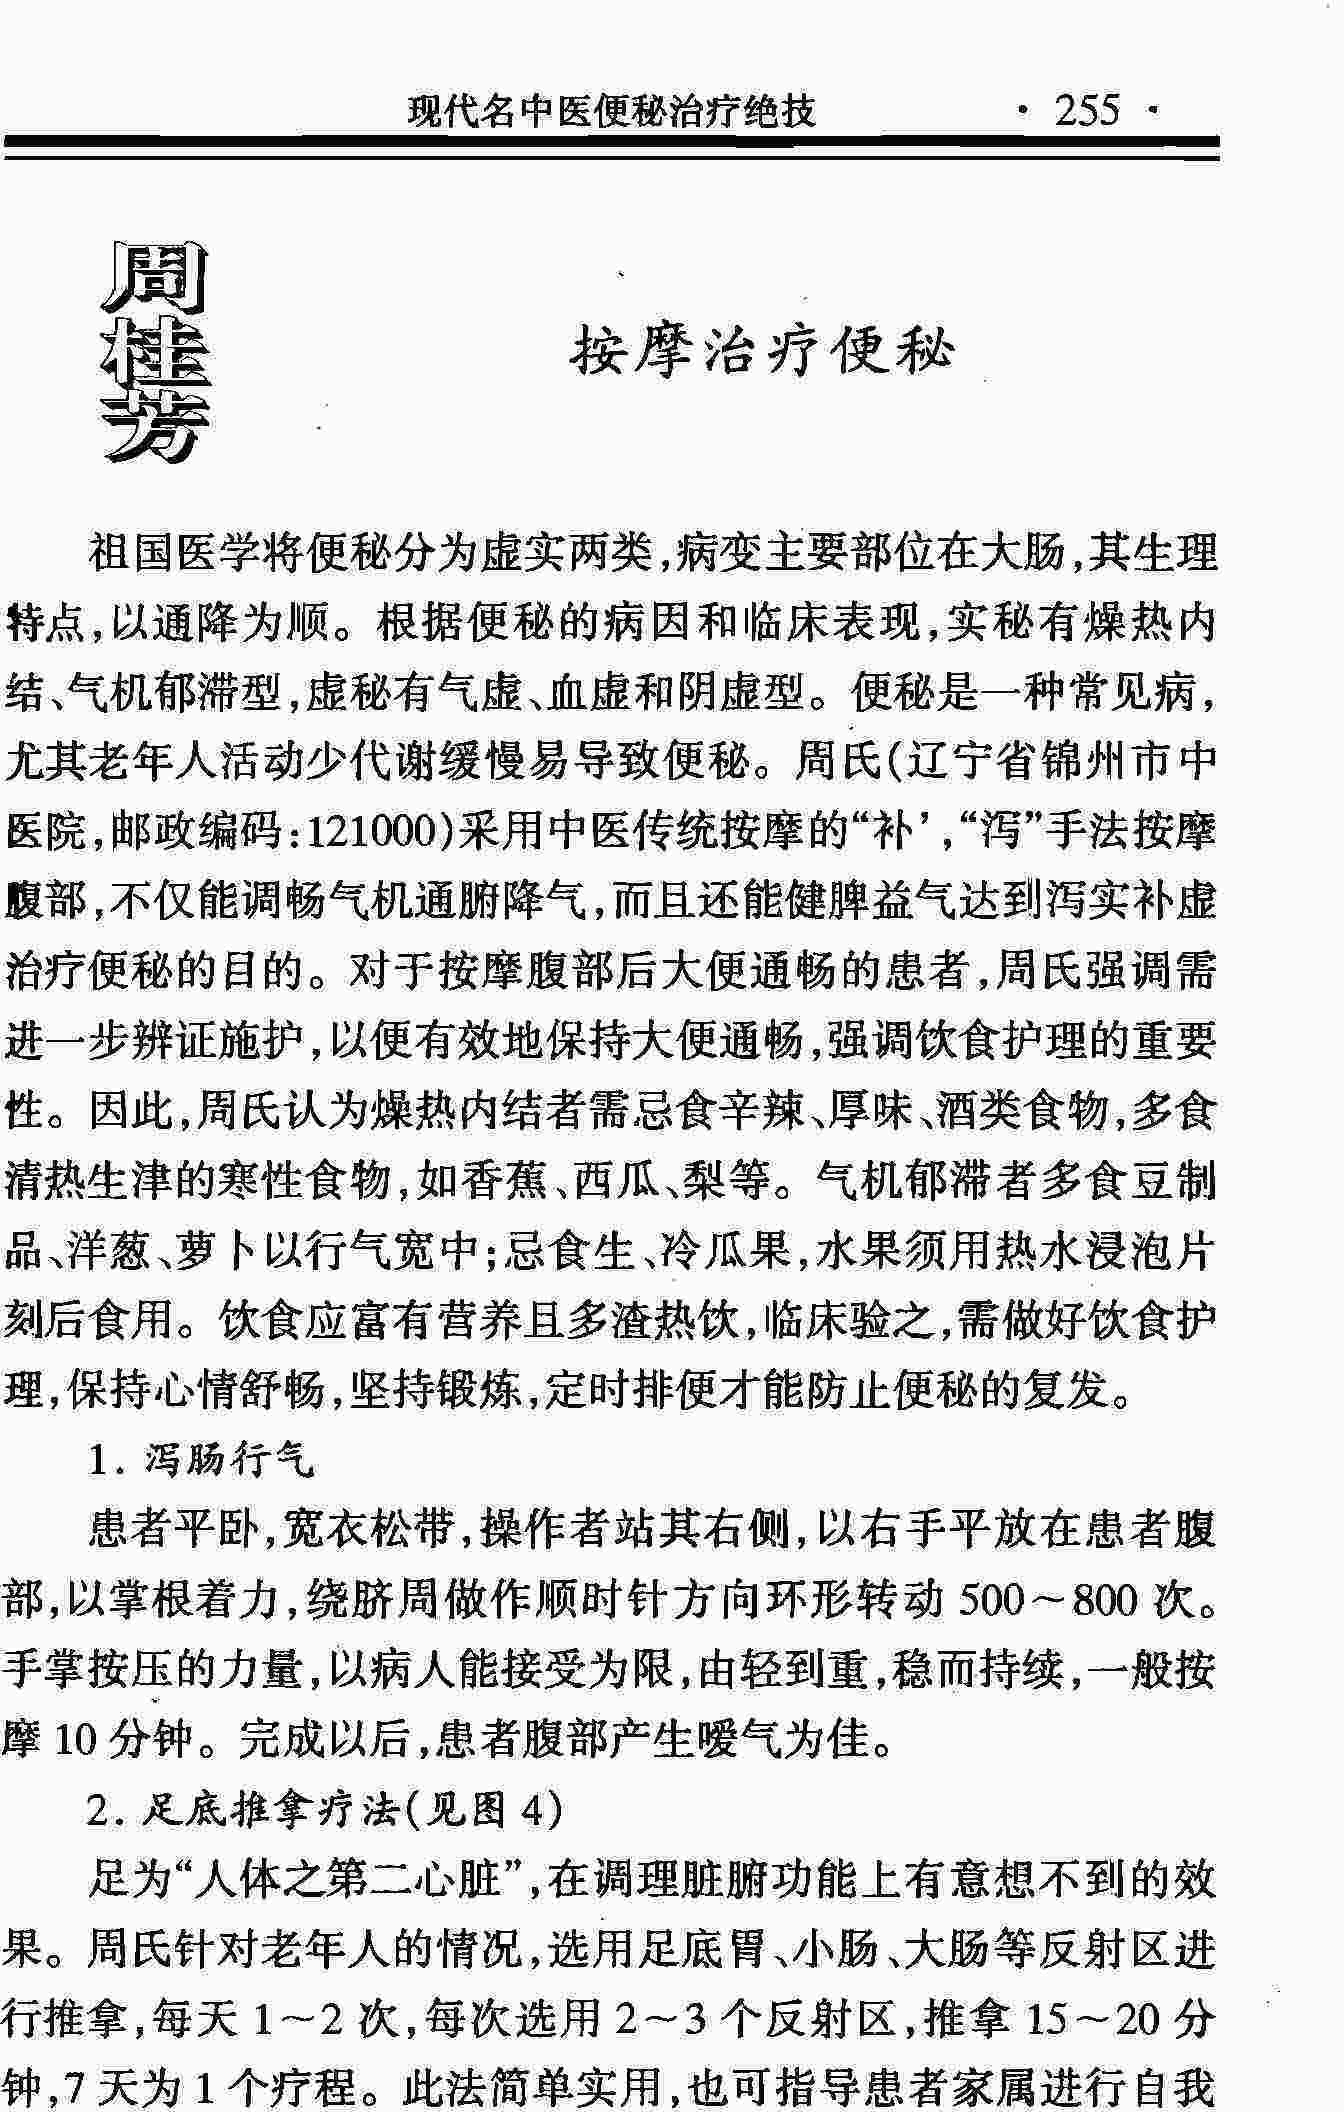 现代名中医便秘治疗绝技 · 255 ·
周桂芳
按摩治疗便秘
祖国医学将便秘分为虚实两类,病变主要部位在大肠,其生理
特点,以通降为顺。根据便秘的病因和临床表现,实秘有燥热内
结、气机郁滞型,虚秘有气虚、血虚和阴虚型。便秘是一种常见病,
尤其老年人活动少代谢缓慢易导致便秘。周氏(辽宁省锦州市中
医院,邮政编码:121000)采用中医传统按摩的“补’,“泻”手法按摩
腹部,不仅能调畅气机通腑降气,而且还能健脾益气达到泻实补虚
治疗便秘的目的。对于按摩腹部后大便通畅的患者,周氏强调需
进一步辨证施护,以便有效地保持大便通畅,强调饮食护理的重要
性。因此,周氏认为燥热内结者需忌食辛辣、厚味、酒类食物,多食
清热生津的寒性食物,如香蕉、西瓜、梨等。气机郁滞者多食豆制
品、洋葱、萝卜以行气宽中;忌食生、冷瓜果,水果须用热水浸泡片
刻后食用。饮食应富有营养且多渣热饮,临床验之,需做好饮食护
理,保持心情舒畅,坚持锻炼,定时排便才能防止便秘的复发。
1. 泻肠行气
患者平卧,宽衣松带,操作者站其右侧,以右手平放在患者腹
部,以掌根着力,绕脐周做作顺时针方向环形转动 500～800 次。
手掌按压的力量,以病人能接受为限,由轻到重,稳而持续,一般按
摩 10 分钟。完成以后,患者腹部产生嗳气为佳。
2. 足底推拿疗法(见图 4)
足为“人体之第二心脏”,在调理脏腑功能上有意想不到的效
果。周氏针对老年人的情况,选用足底胃、小肠、大肠等反射区进
行推拿,每天 1～2 次,每次选用 2～3 个反射区,推拿 15～20 分
钟,7 天为 1 个疗程。此法简单实用,也可指导患者家属进行自我